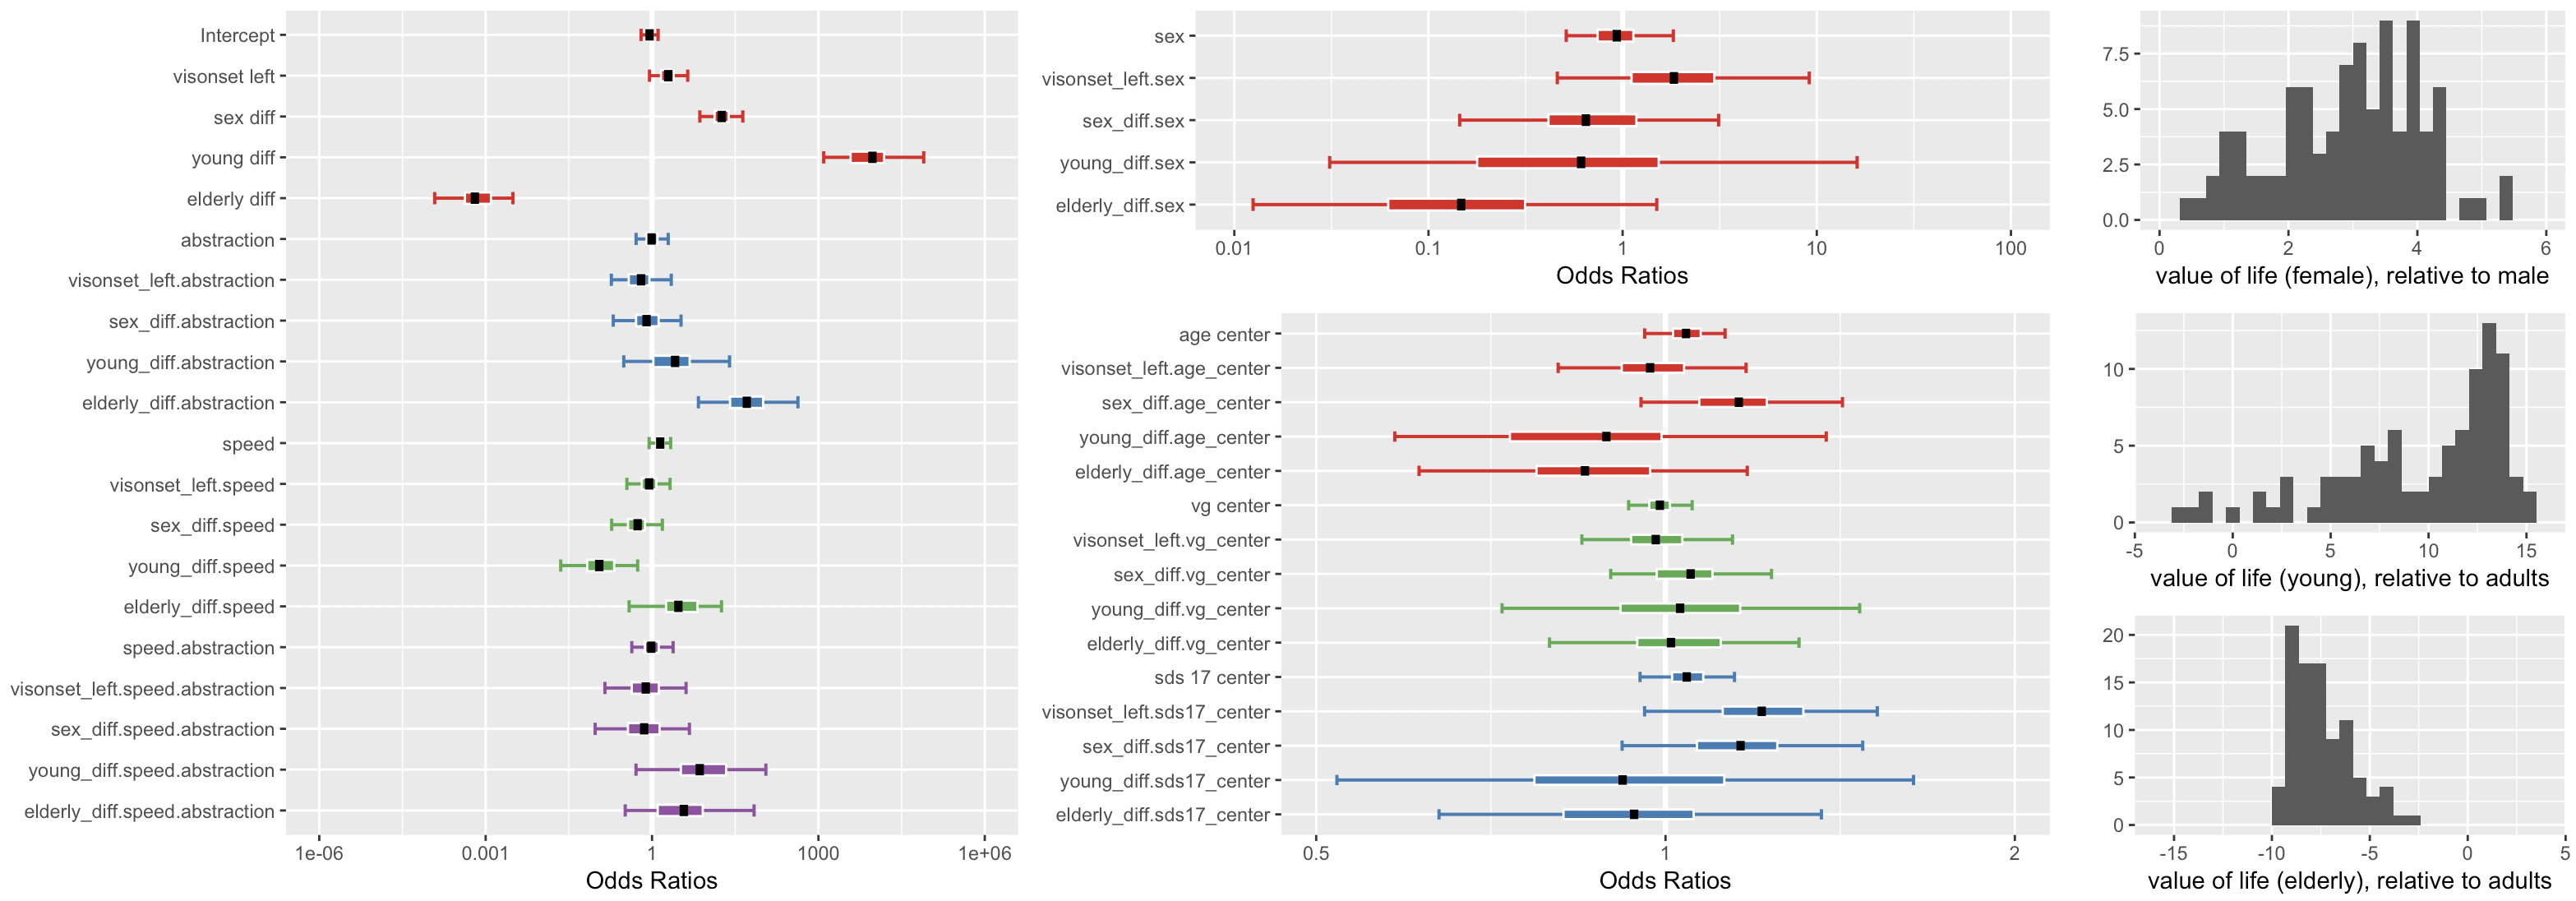 Intercept
visonset left
sex diff
young diff
elderly diff
abstraction
visonset_left.abstraction
sex_diff.abstraction
young_diff.abstraction
elderly_diff.abstraction
speed
visonset_left.speed
sex_diff.speed
young_diff.speed
elderly_diff.speed
speed.abstraction
visonset_left.speed.abstraction
sex_diff.speed.abstraction
young_diff.speed.abstraction
elderly_diff.speed.abstraction
1e-06 0.001 1 1000 1e+06
Odds Ratios
sex
visonset_left.sex
sex_diff.sex
young_diff.sex
elderly_diff.sex
0.01 0.1 1 10 100
Odds Ratios
age center
visonset_left.age_center
sex_diff.age_center
young_diff.age_center
elderly_diff.age_center
vg center
visonset_left.vg_center
sex_diff.vg_center
young_diff.vg_center
elderly_diff.vg_center
sds 17 center
visonset_left.sds17_center
sex_diff.sds17_center
young_diff.sds17_center
elderly_diff.sds17_center
0.5 1 2
Odds Ratios
7.5
5.0
2.5
0.0
0 2 4 6
value of life (female), relative to male
10
5
0
-5 0 5 10 15
value of life (young), relative to adults
20
15
10
5
0
-15 -10 -5 0 5
value of life (elderly), relative to adults